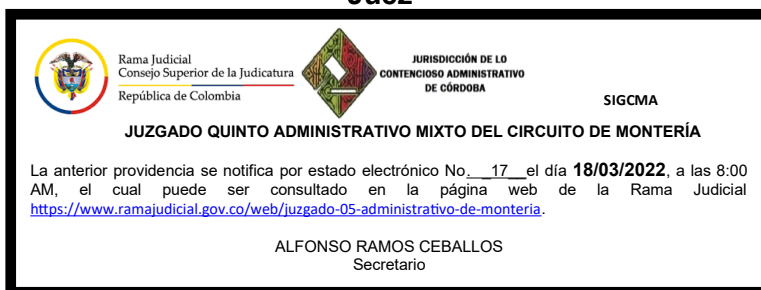 Juez
Rama Judicial
Consejo Superior de la Judicatura
República de Colombia
JURISDICCIÓN DE LO
CONTENCIOSO ADMINISTRATIVO
DE CÓRDOBA
SIGCMA
JUZGADO QUINTO ADMINISTRATIVO MIXTO DEL CIRCUITO DE MONTERÍA
La anterior providencia se notifica por estado electrónico No._ _17__el día 18/03/2022, a las 8:00
AM, el cual puede ser consultado en la página web de la Rama Judicial
https://www.ramajudicial.gov.co/web/juzgado-05-administrativo-de-monteria.
ALFONSO RAMOS CEBALLOS
Secretario